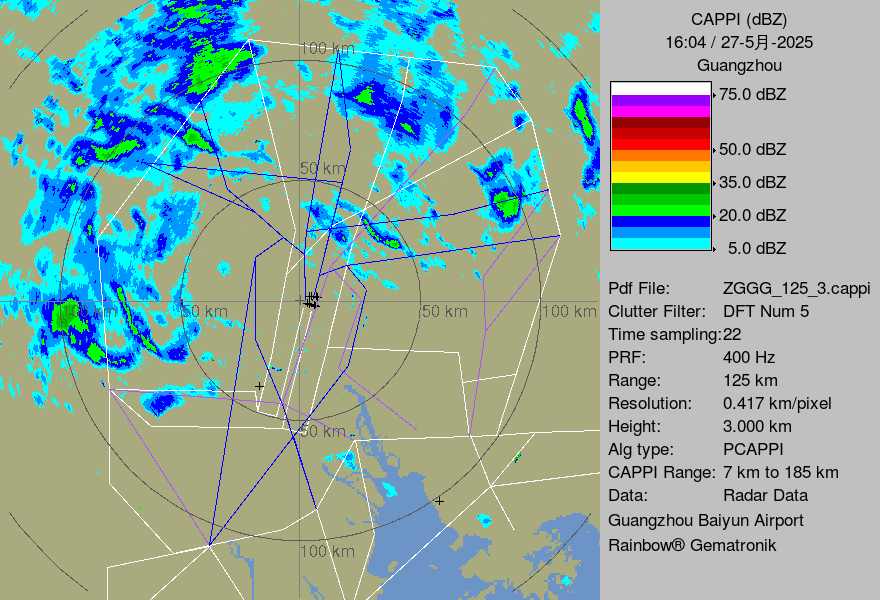 CAPPI (dBZ)
16:04 / 27-5月-2025
Guangzhou
75.0 dBZ
50.0 dBZ
35.0 dBZ
20.0 dBZ
5.0 dBZ
Pdf File: ZGGG_125_3.cappi
Clutter Filter: DFT Num 5
Time sampling:22
PRF: 400 Hz
Range: 125 km
Resolution: 0.417 km/pixel
Height: 3.000 km
Alg type: PCAPPI
CAPPI Range: 7 km to 185 km
Data: Radar Data
Guangzhou Baiyun Airport
Rainbow® Gematronik
100 km
50 km
100 km
50 km
50 km
100 km
50 km
100 km